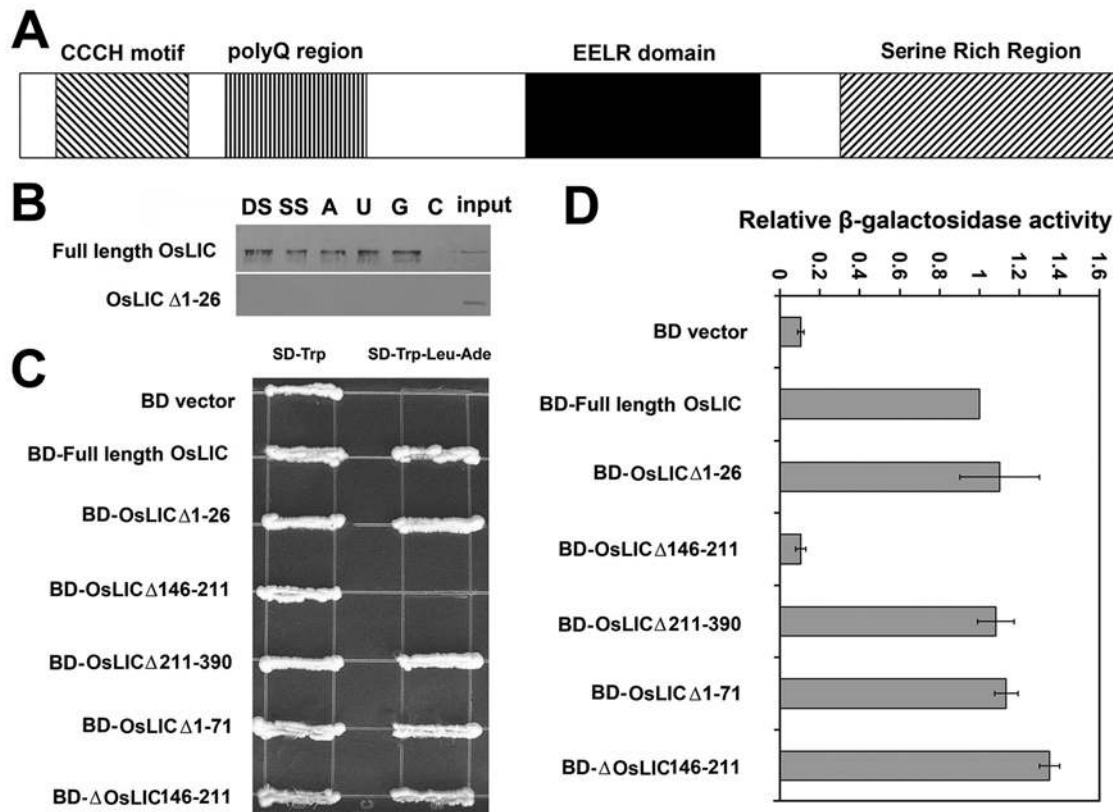 A
CCCH motif polyQ region EELR domain Serine Rich Region
B
DS SS A U G C input
Full length OsLIC
OsLIC Δ1-26
C
SD-Trp SD-Trp-Leu-Ade
BD vector
BD-Full length OsLIC
BD-OsLICΔ1-26
BD-OsLICΔ146-211
BD-OsLICΔ211-390
BD-OsLICΔ1-71
BD-ΔOsLIC146-211
D
Relative β-galactosidase activity
0 0.2 0.4 0.6 0.8 1 1.2 1.4 1.6
BD vector
BD-Full length OsLIC
BD-OsLICΔ1-26
BD-OsLICΔ146-211
BD-OsLICΔ211-390
BD-OsLICΔ1-71
BD-ΔOsLIC146-211